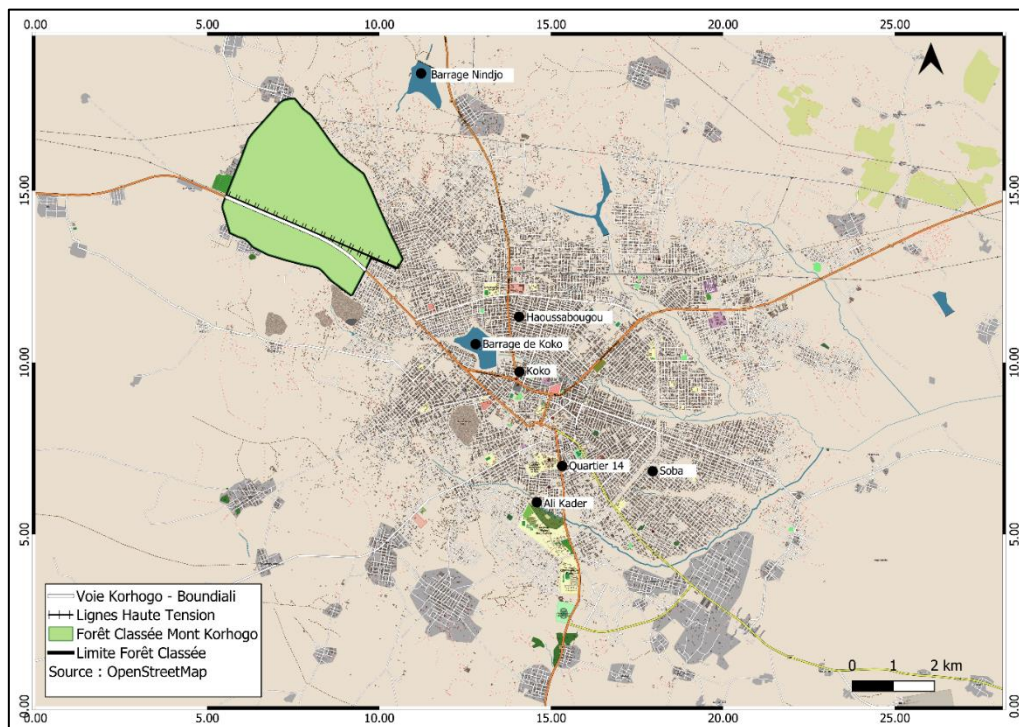 0.00 5.00 10.00 15.00 20.00 25.00
Barrage Nindjo
15.00 15.00
Haoussabougou
Barrage de Koko
10.00 10.00
Koko
Quartier 14
Soba
Ali Kader
5.00 5.00
Voie Korhogo - Boundiali
Lignes Haute Tension
Forêt Classée Mont Korhogo
Limite Forêt Classée
Source : OpenStreetMap
0 1 2 km
0.00 0.00
0.00 5.00 10.00 15.00 20.00 25.00